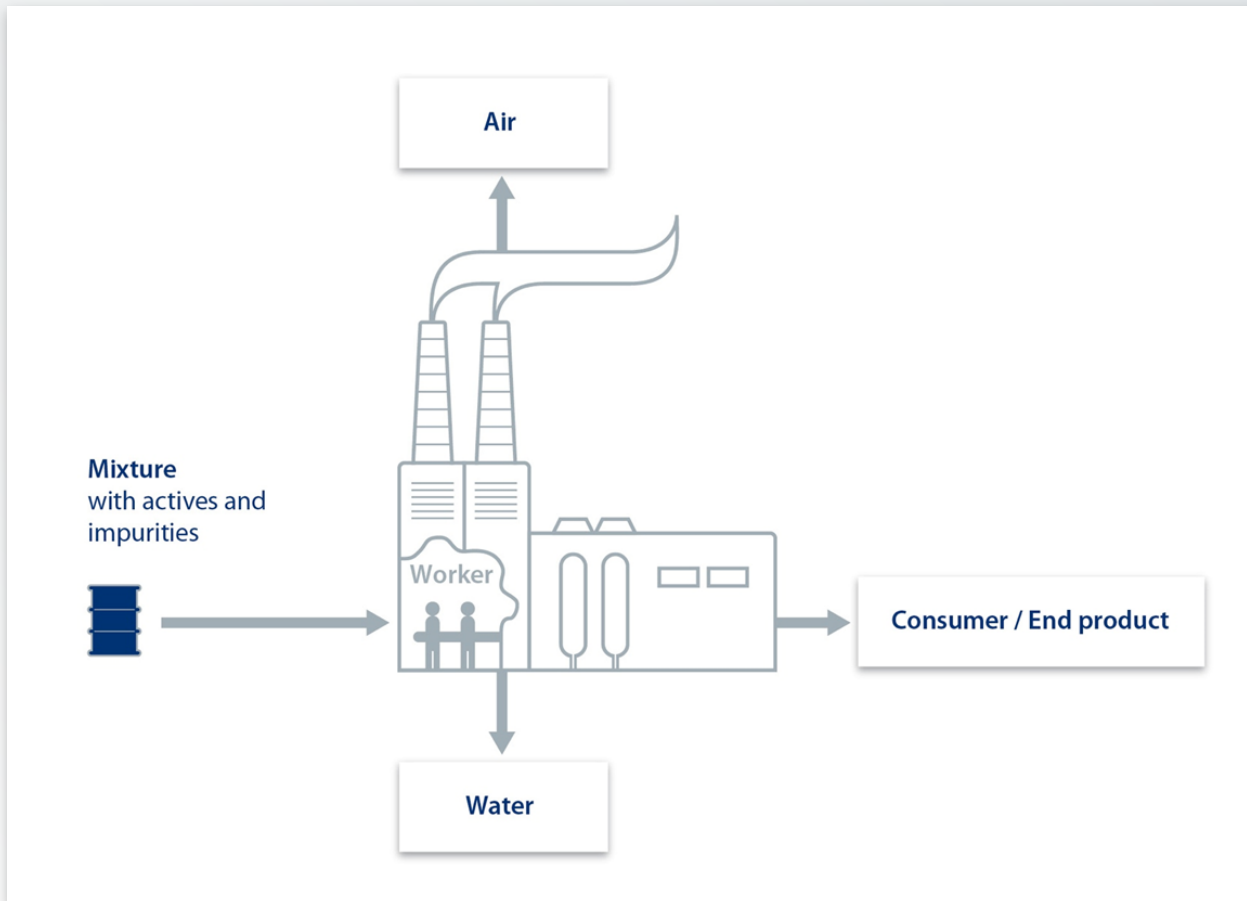 Air
Mixture
with actives and
impurities
Worker
Consumer / End product
Water